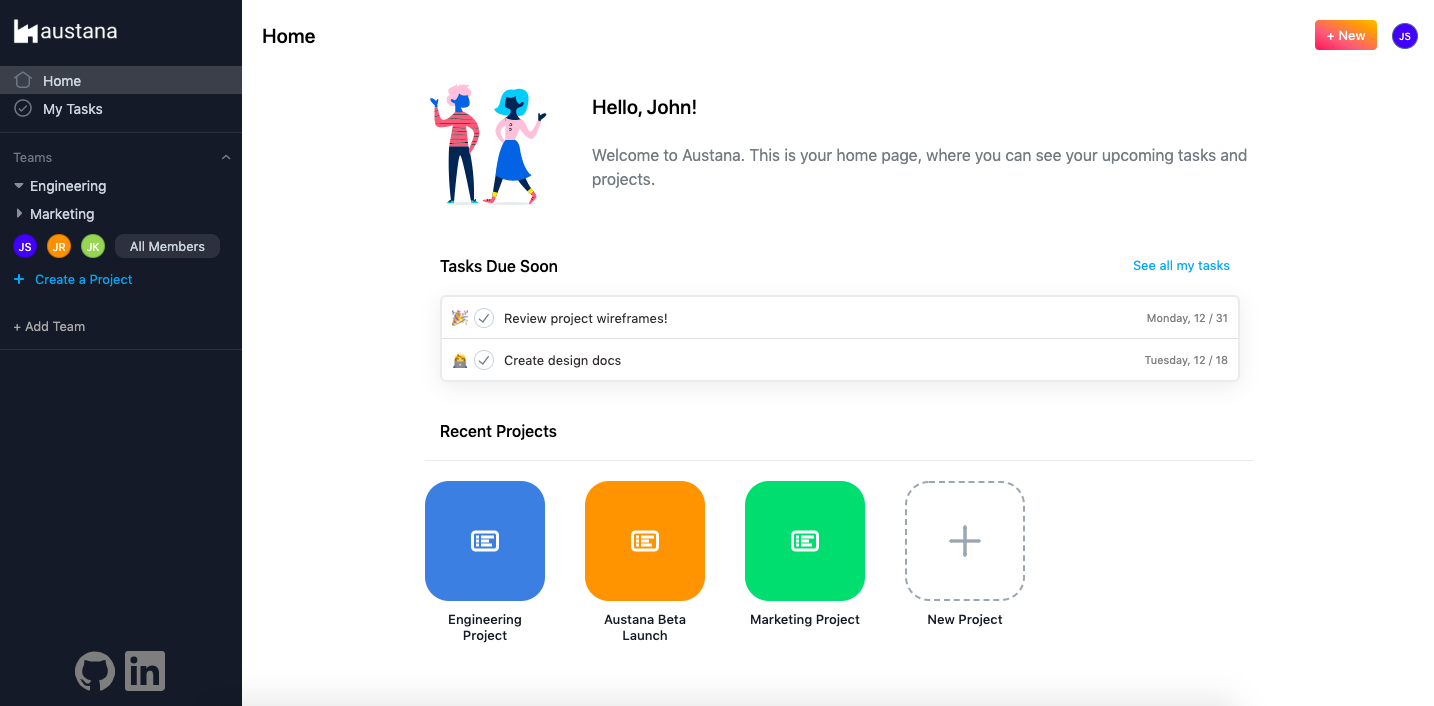 austana
Home
My Tasks
Teams
Engineering
Marketing
JS JR JK All Members
+ Create a Project
+ Add Team
in
Home
+ New
JS
Hello, John!
Welcome to Austana. This is your home page, where you can see your upcoming tasks and
projects.
Tasks Due Soon
See all my tasks
Review project wireframes!
Monday, 12 / 31
Create design docs
Tuesday, 12 / 18
Recent Projects
Engineering
Project
Austana Beta
Launch
Marketing Project
New Project